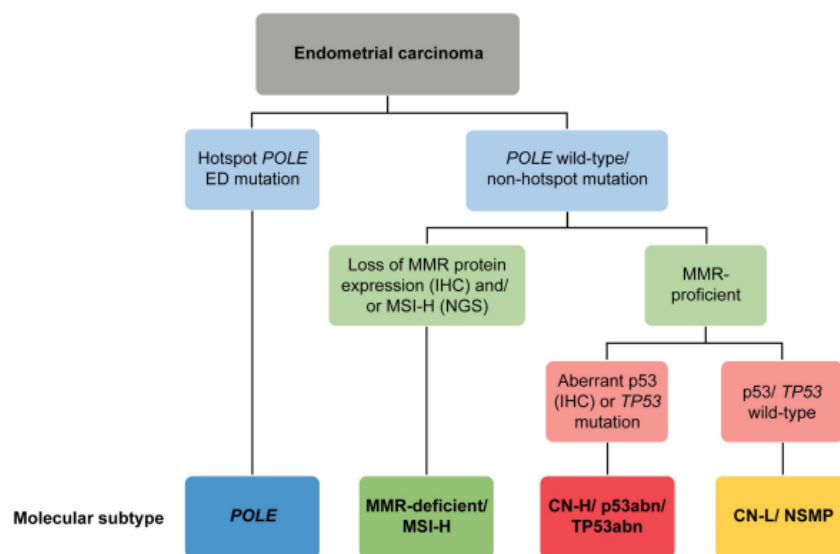 Endometrial carcinoma
Hotspot POLE
ED mutation
POLE wild-type/
non-hotspot mutation
Loss of MMR protein
expression (IHC) and/
or MSI-H (NGS)
MMR-
proficient
Aberrant p53
(IHC) or TP53
mutation
p53/ TP53
wild-type
Molecular subtype
POLE
MMR-deficient/
MSI-H
CN-H/ p53abn/
TP53abn
CN-L/ NSMP